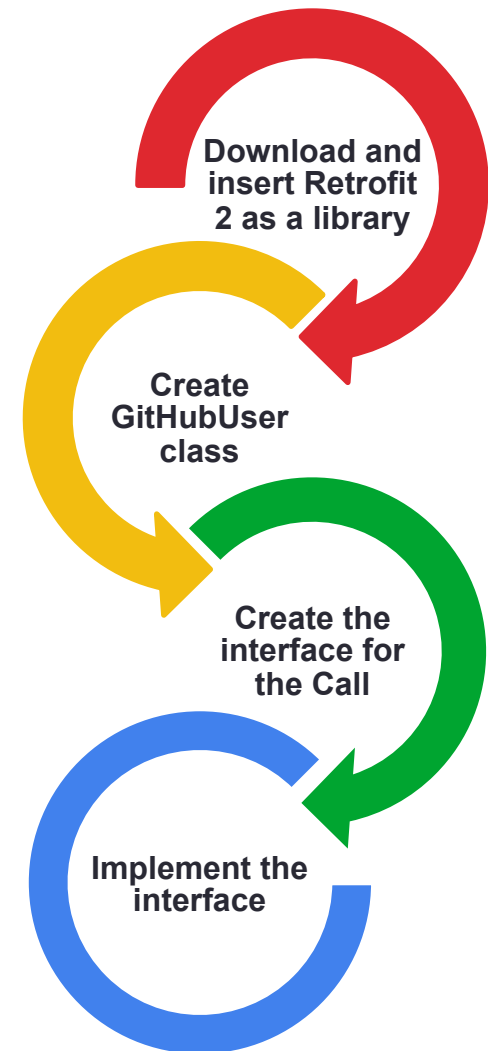 Download and
insert Retrofit
2 as a library
Create
GitHubUser
class
Create the
interface for
the Call
Implement the
interface